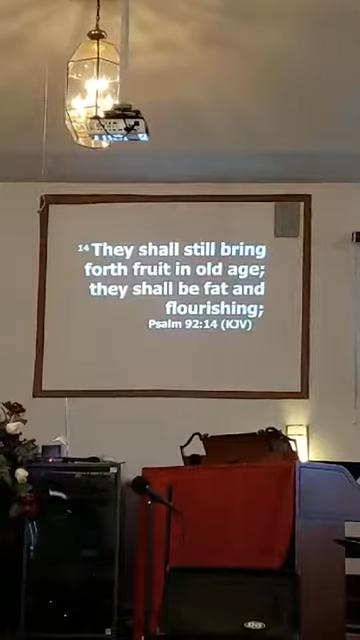 14 They shall still bring
forth fruit in old age;
they shall be fat and
flourishing;
Psalm 92:14 (KJV)